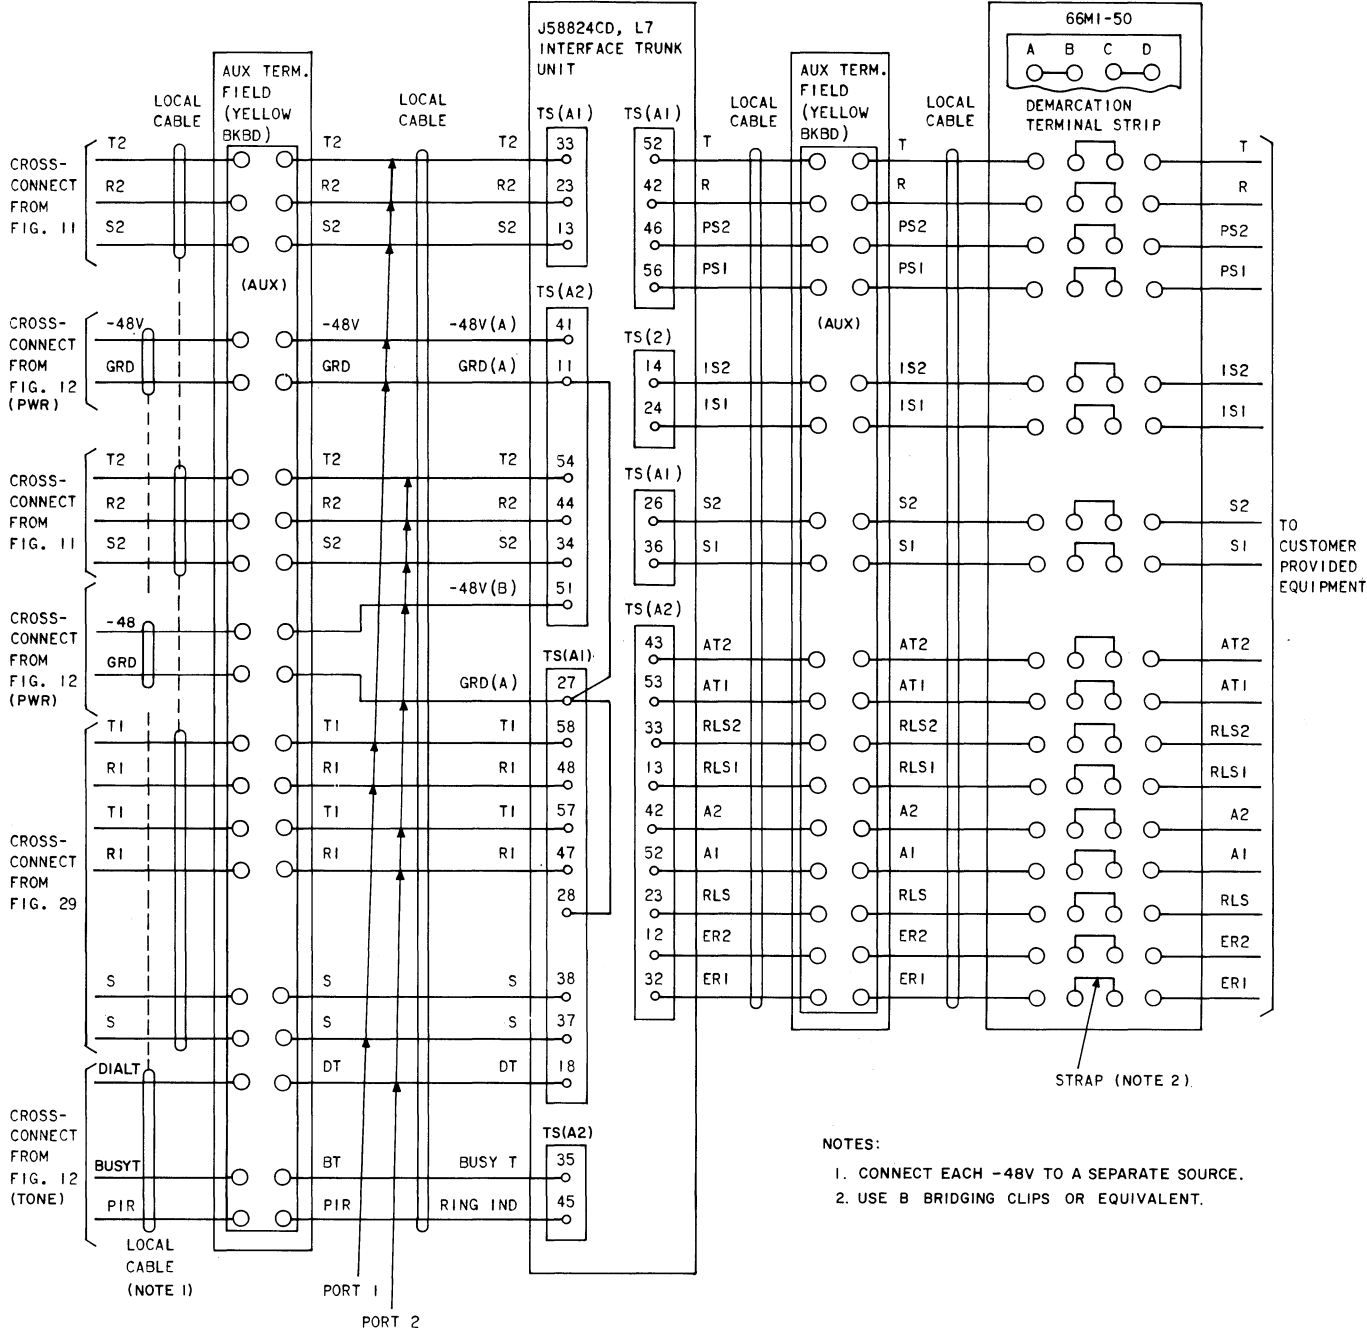 J58824CD, L7
INTERFACE TRUNK
UNIT
66M1-50
A B C D
DEMARCATION
TERMINAL STRIP
AUX TERM.
FIELD
(YELLOW
BKBD)
AUX TERM.
FIELD
(YELLOW
BKBD)
LOCAL
CABLE
LOCAL
CABLE
LOCAL
CABLE
LOCAL
CABLE
CROSS-
CONNECT
FROM
FIG. 11
T2 T2 T2
R2 R2 R2
S2 S2 S2
TS(A1)
33
23
13
(AUX)
CROSS-
CONNECT
FROM
FIG. 12
(PWR)
-48V -48V -48V(A)
GRD GRD GRD(A)
TS(A2)
41
11
CROSS-
CONNECT
FROM
FIG. 11
T2 T2 T2 54
R2 R2 R2 44
S2 S2 S2 34
-48V(B) 51
CROSS-
CONNECT
FROM
FIG. 12
(PWR)
-48
GRD
TS(A1)
GRD(A) 27
CROSS-
CONNECT
FROM
FIG. 29
T1 T1 T1 58
R1 R1 R1 48
T1 T1 T1 57
R1 R1 R1 47
28
S S S 38
S S S 37
CROSS-
CONNECT
FROM
FIG. 12
(TONE)
DIALT DT DT 18
TS(A2)
BUSYT BT BUSY T 35
PIR PIR RING IND 45
LOCAL
CABLE
(NOTE 1)
PORT 1
PORT 2
TS(A1)
52 T T T
42 R R R
46 PS2 PS2 PS2
56 PS1 PS1 PS1
(AUX)
TS(2)
14 IS2 IS2 IS2
24 IS1 IS1 IS1
TS(A1)
26 S2 S2 S2
36 S1 S1 S1
TS(A2)
43 AT2 AT2 AT2
53 AT1 AT1 AT1
33 RLS2 RLS2 RLS2
13 RLS1 RLS1 RLS1
42 A2 A2 A2
52 A1 A1 A1
23 RLS RLS RLS
12 ER2 ER2 ER2
32 ER1 ER1 ER1
TO
CUSTOMER
PROVIDED
EQUIPMENT
STRAP (NOTE 2)
NOTES:
1. CONNECT EACH -48V TO A SEPARATE SOURCE.
2. USE B BRIDGING CLIPS OR EQUIVALENT.